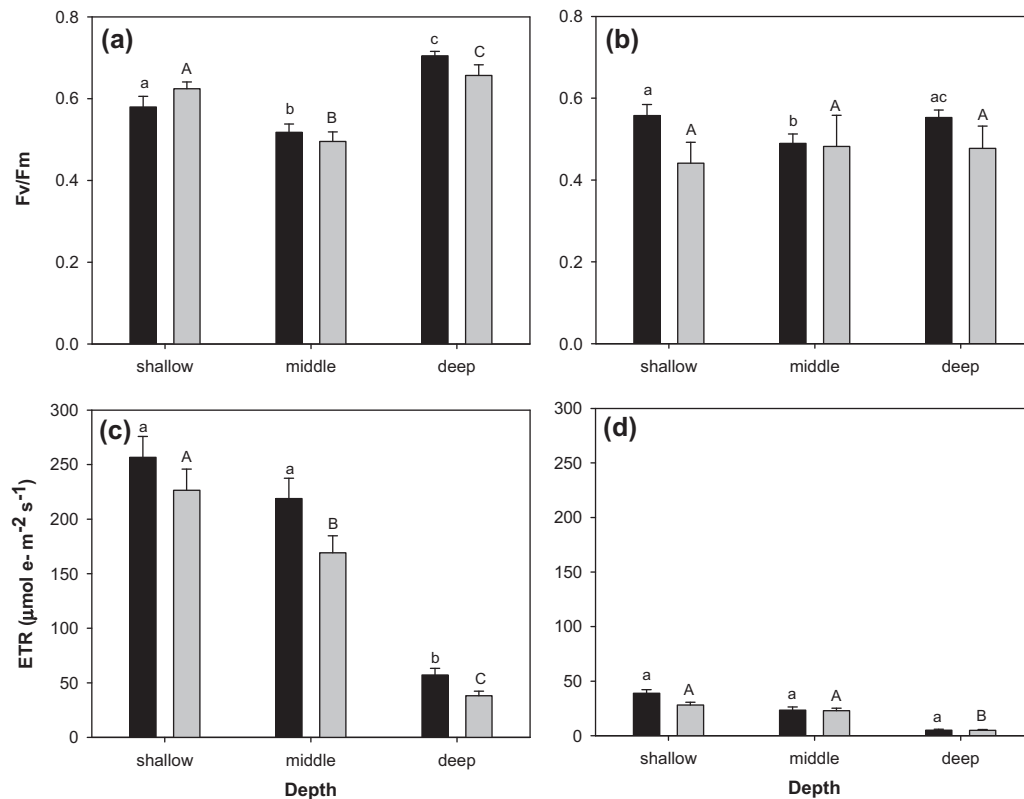 (a)
0.8
0.6
0.4
0.2
0.0
Fv/Fm
a A
b B
c C
shallow middle deep
(b)
0.8
0.6
0.4
0.2
0.0
a A
b A
ac A
shallow middle deep
(c)
300
250
200
150
100
50
0
ETR (µmol e- m-2 s-1)
a A
a B
b C
shallow middle deep
Depth
(d)
300
250
200
150
100
50
0
a A
a A
a B
shallow middle deep
Depth